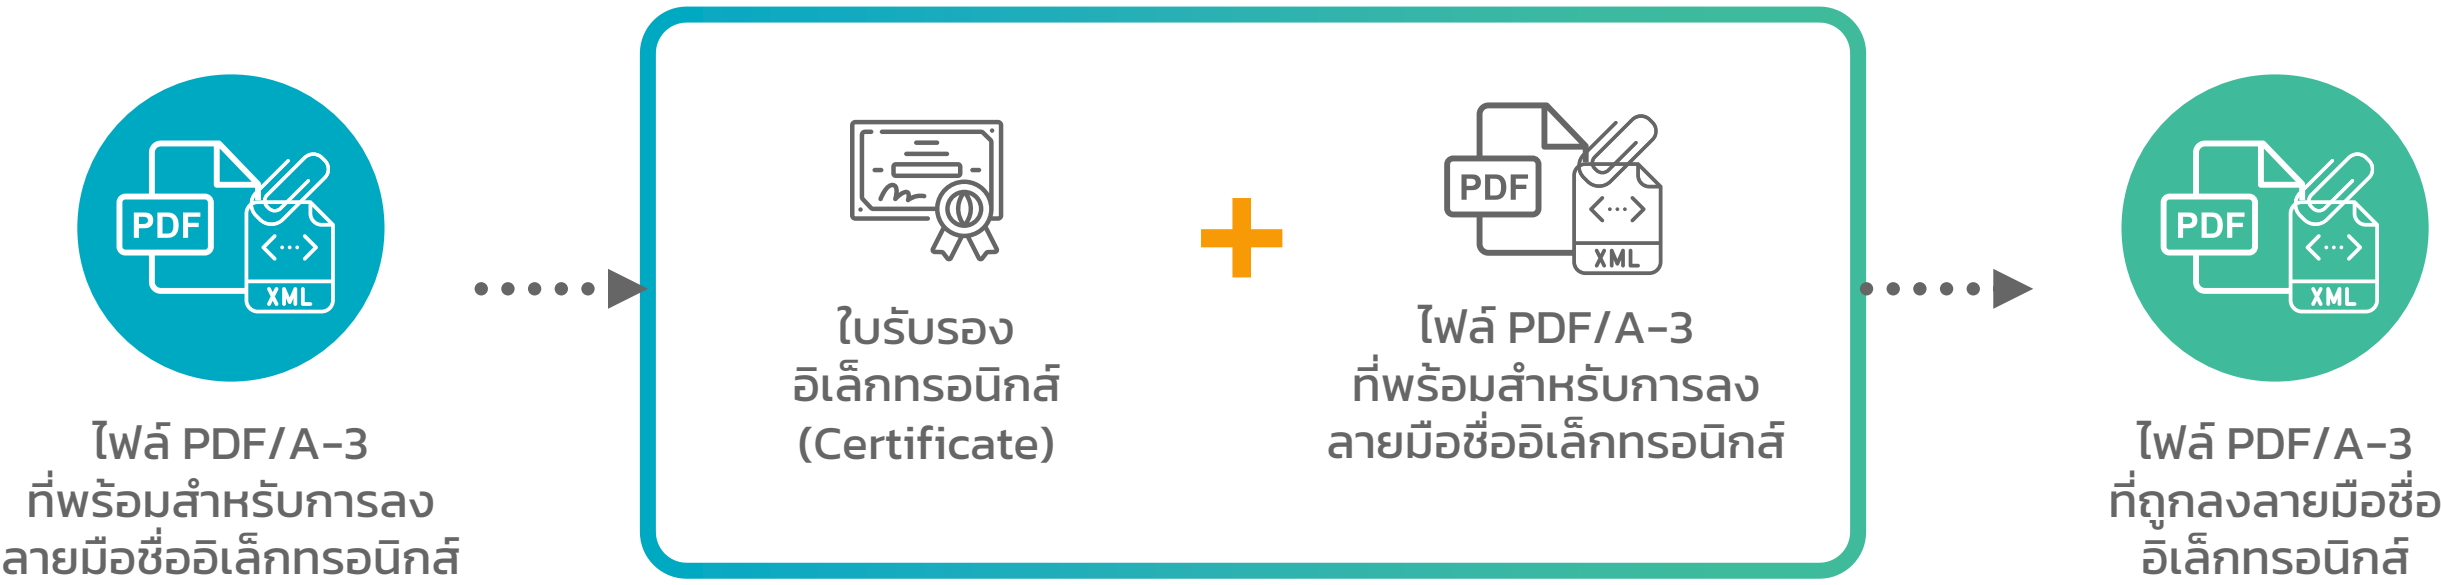 PDF
XML
ไฟล์ PDF/A-3
ที่พร้อมสำหรับการลง
ลายมือชื่ออิเล็กทรอนิกส์
ใบรับรอง
อิเล็กทรอนิกส์
(Certificate)
PDF
XML
ไฟล์ PDF/A-3
ที่พร้อมสำหรับการลง
ลายมือชื่ออิเล็กทรอนิกส์
PDF
XML
ไฟล์ PDF/A-3
ที่ถูกลงลายมือชื่อ
อิเล็กทรอนิกส์